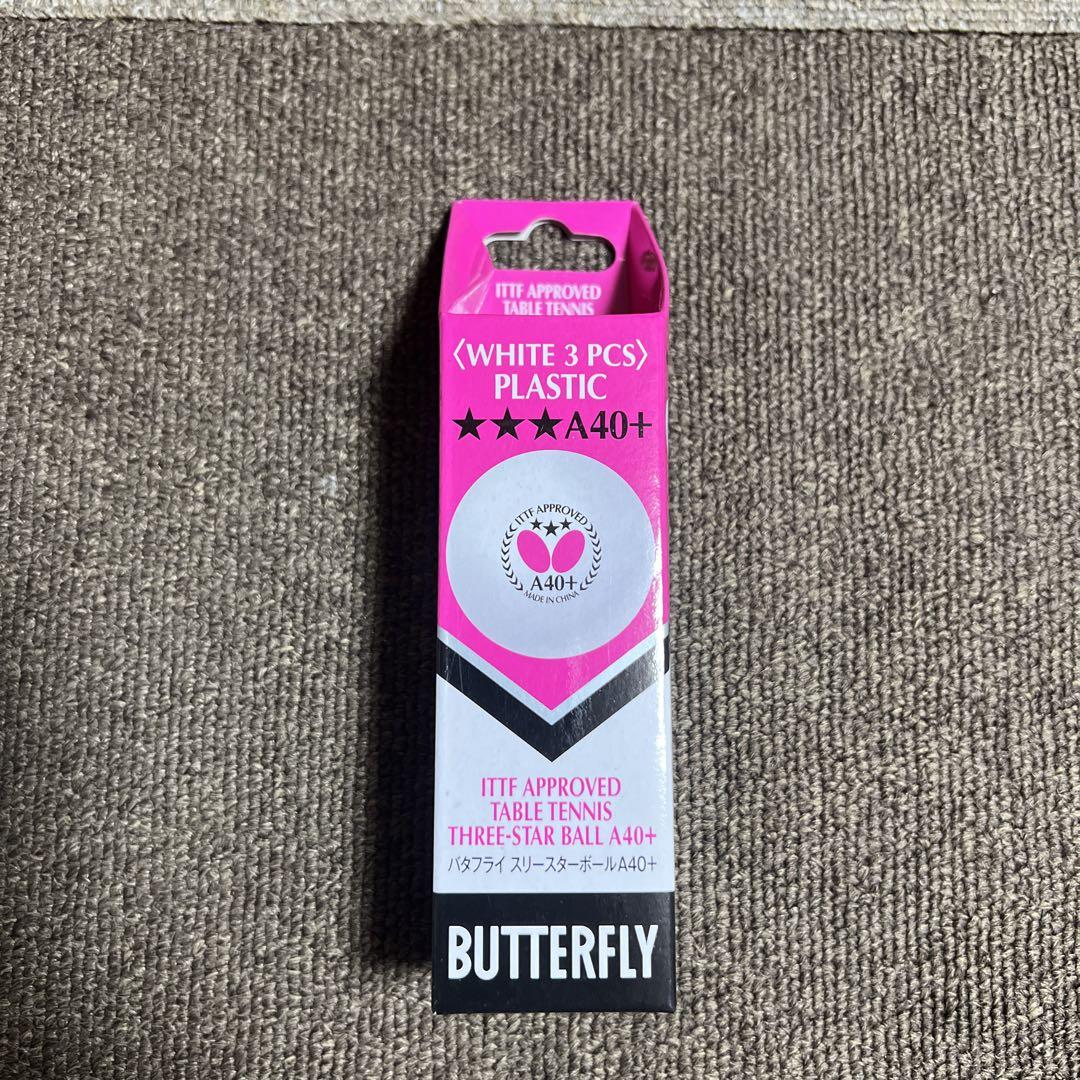 ITTF APPROVED
TABLE TENNIS
〈WHITE 3 PCS〉
PLASTIC
★★★A40+
ITTF APPROVED
★★★
A40+
MADE IN CHINA
ITTF APPROVED
TABLE TENNIS
THREE-STAR BALL A40+
バタフライ スリースターボールA40+
BUTTERFLY